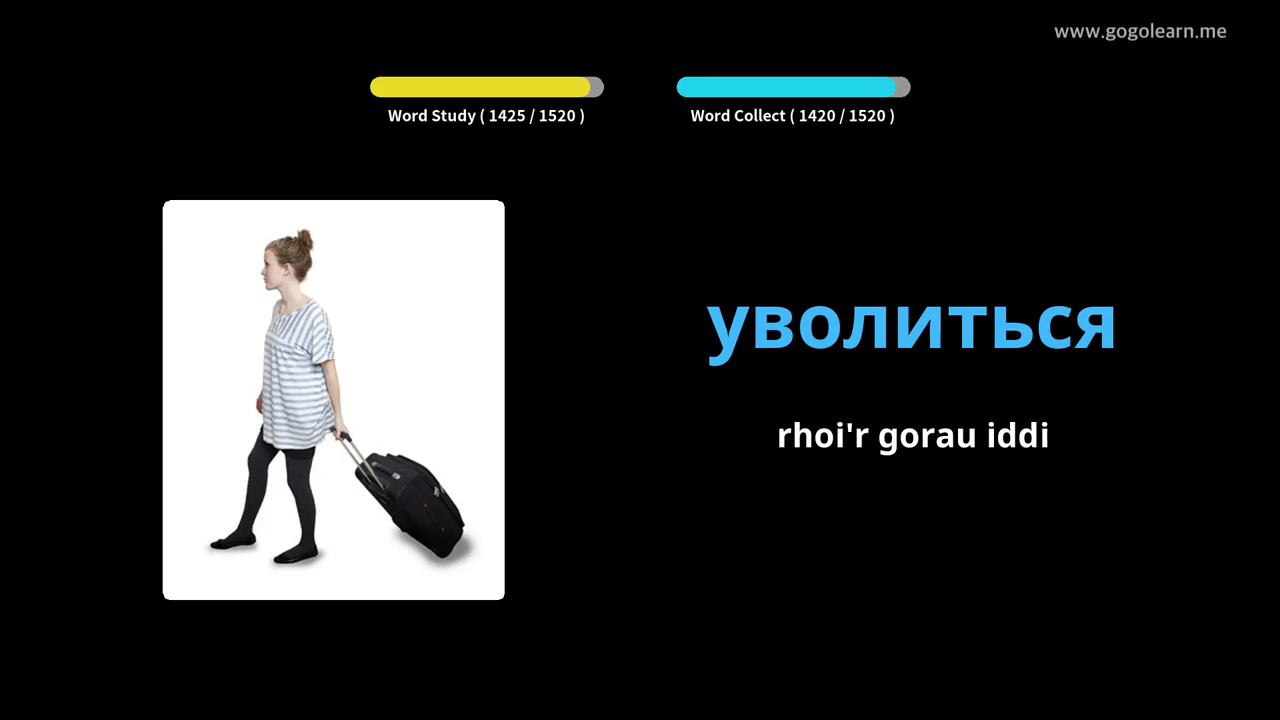 www.gogolearn.me
Word Study ( 1425 / 1520 )
Word Collect ( 1420 / 1520 )
уволиться
rhoi'r gorau iddi